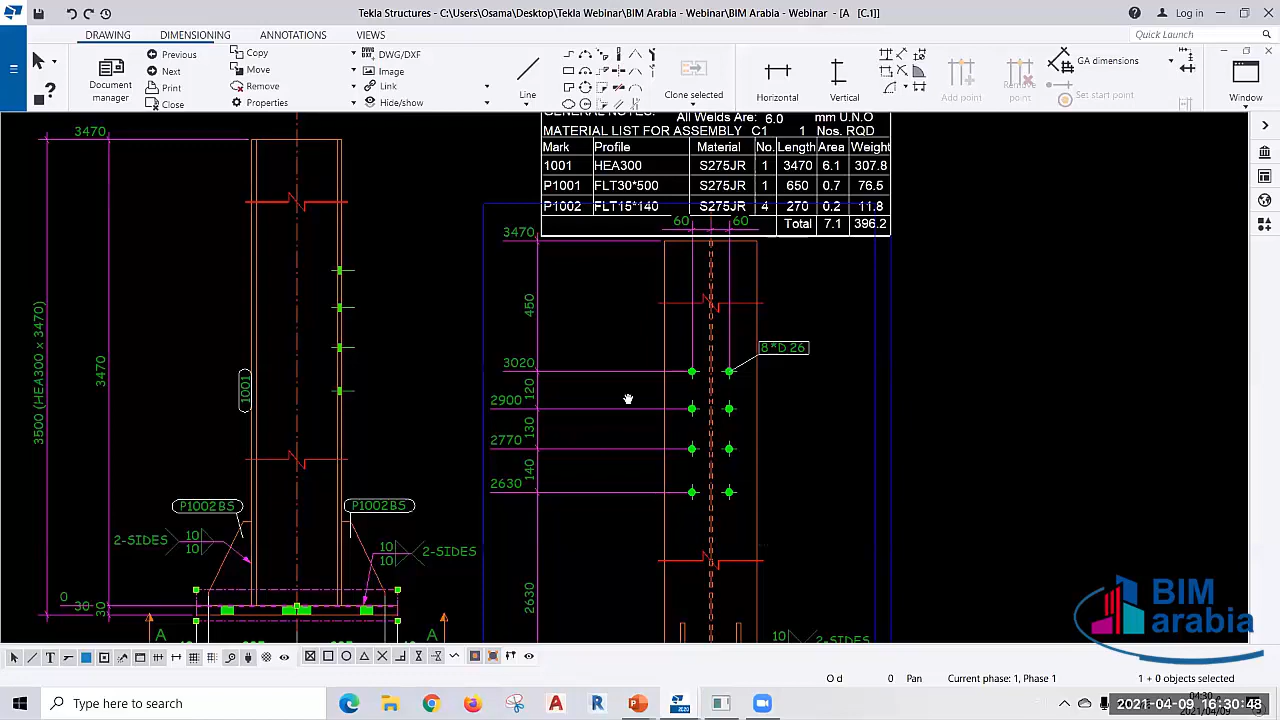 Tekla Structures - C:\Users\Osama\Desktop\Tekla Webinar\BIM Arabia - Webinar\BIM Arabia - Webinar - [A [C1]]
Log in
DRAWING DIMENSIONING ANNOTATIONS VIEWS
Quick Launch
Document manager
Previous
Next
Print
Close
Copy
Move
Remove
Properties
DWG/DXF
Image
Link
Hide/show
Line
Clone selected
Horizontal
Vertical
Add point
Remove point
GA dimensions
Set start point
Window
All Welds Are: 6.0 mm U.N.O
MATERIAL LIST FOR ASSEMBLY C1 1 Nos. RQD
Mark Profile Material No. Length Area Weight
1001 HEA300 S275JR 1 3470 6.1 307.8
P1001 FLT30*500 S275JR 1 650 0.7 76.5
P1002 FLT15*140 S275JR 4 270 0.2 11.8
Total 7.1 396.2
3470
3500 (HEA300 x 3470)
3470
1001
P1002BS
P1002BS
2-SIDES
10
10
10
10
2-SIDES
0
30
30
A
A
60 60
3470
450
3020
120
2900
130
2770
140
2630
2630
8*D26
10
2-SIDES
BIM
arabia
O d 0 Pan Current phase: 1, Phase 1 1 + 0 objects selected
Type here to search
2021-04-09 16:30:48